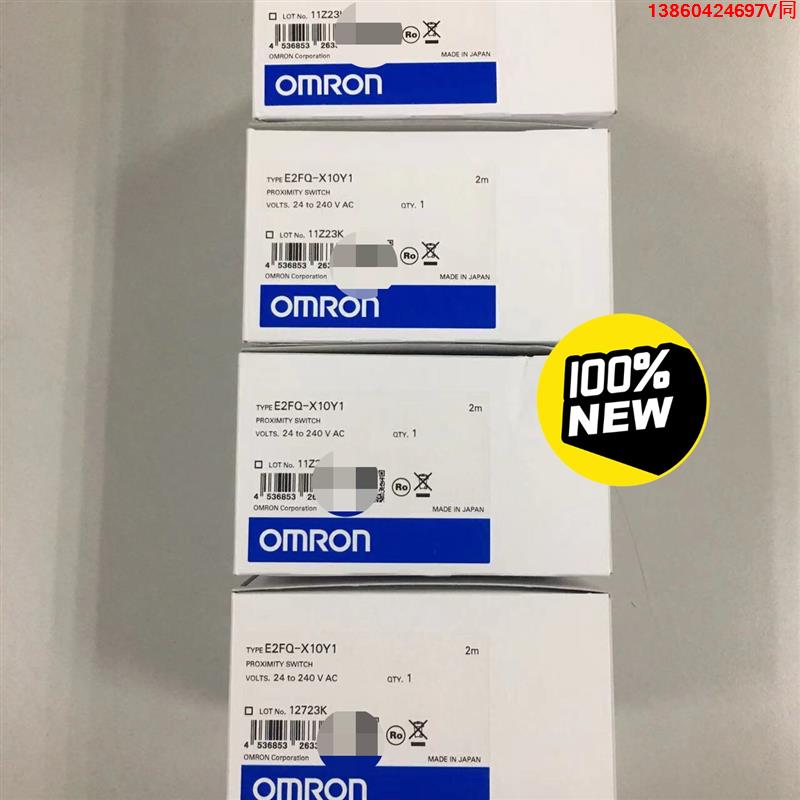 13860424697V同
LOT No. 11Z23
4 536853 263
Ro
OMRON Corporation
MADE IN JAPAN
OMRON
TYPE E2FQ-X10Y1
2m
PROXIMITY SWITCH
VOLTS. 24 to 240 V AC
QTY. 1
LOT No. 11Z23K
4 536853 263
Ro
OMRON Corporation
MADE IN JAPAN
OMRON
100%
NEW
TYPE E2FQ-X10Y1
2m
PROXIMITY SWITCH
VOLTS. 24 to 240 V AC
QTY. 1
LOT No. 11Z
4 536853 26
Ro
OMRON Corporation
MADE IN JAPAN
OMRON
TYPE E2FQ-X10Y1
2m
PROXIMITY SWITCH
VOLTS. 24 to 240 V AC
QTY. 1
LOT No. 12723K
4 536853 263
Ro
OMRON Corporation
MADE IN JAPAN
OMRON